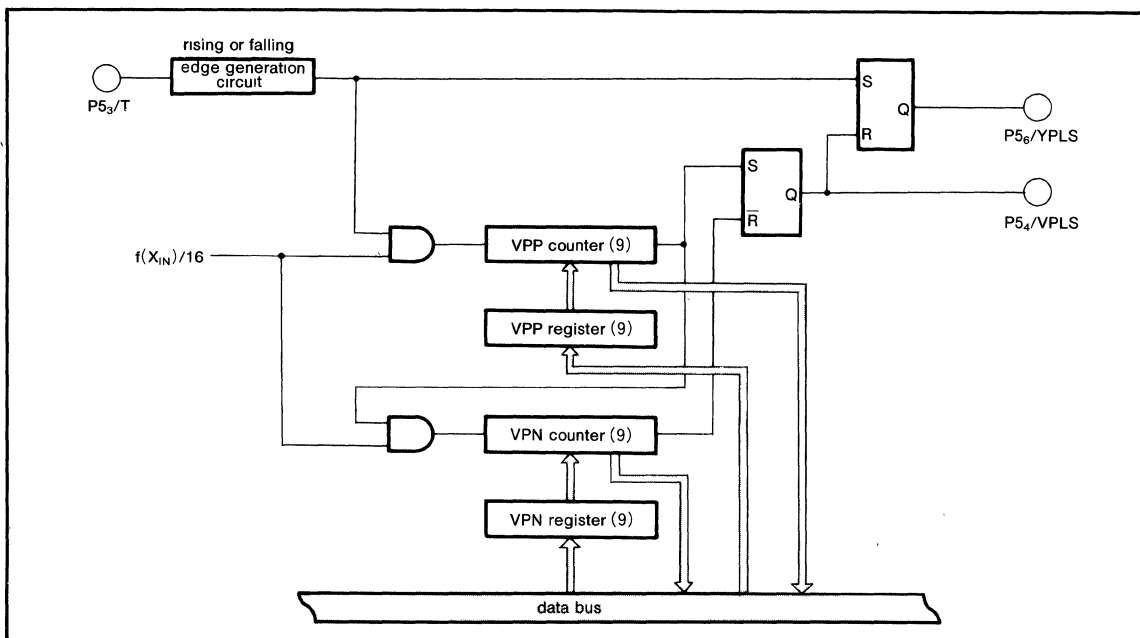 rising or falling
edge generation
circuit
P5₃/T
S
Q
R
P5₆/YPLS
S
Q
R̅
P5₄/VPLS
f(X_IN)/16
VPP counter (9)
VPP register (9)
VPN counter (9)
VPN register (9)
data bus